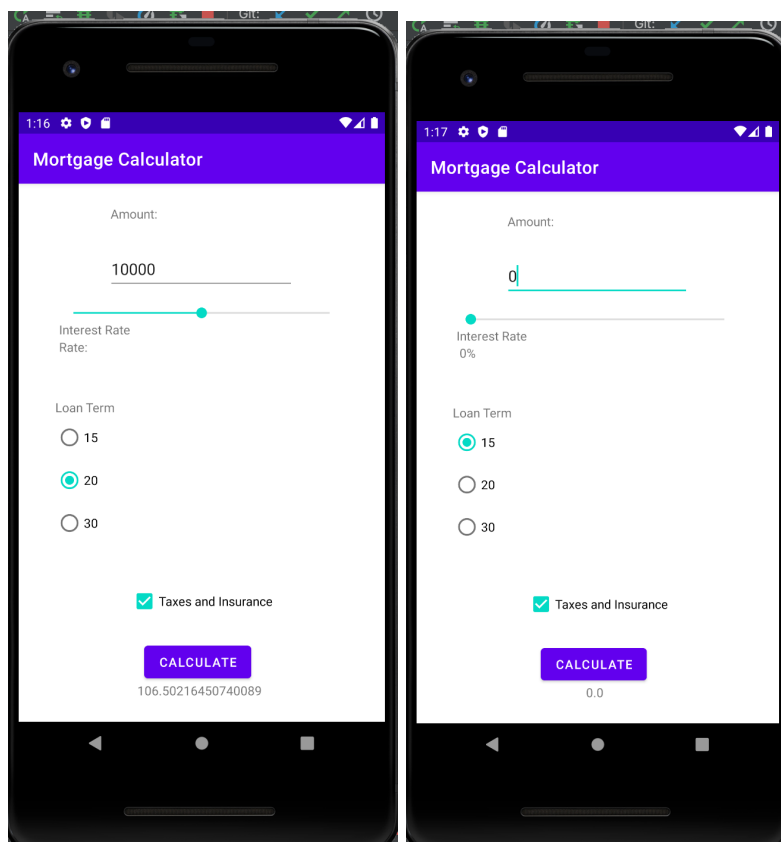 Git:
1:16
Mortgage Calculator
Amount:
10000
Interest Rate
Rate:
Loan Term
15
20
30
Taxes and Insurance
CALCULATE
106.50216450740089
Git:
1:17
Mortgage Calculator
Amount:
0
Interest Rate
0%
Loan Term
15
20
30
Taxes and Insurance
CALCULATE
0.0